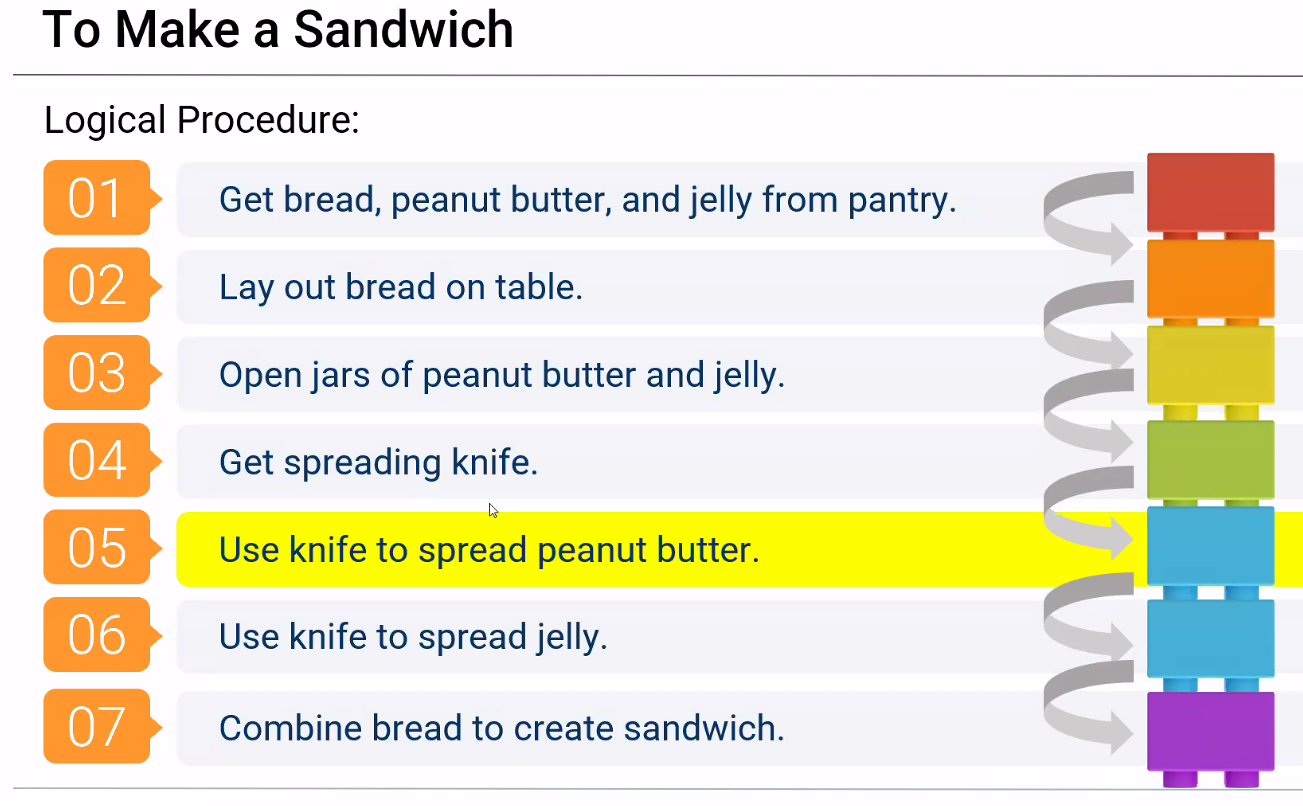 To Make a Sandwich
Logical Procedure:
01 Get bread, peanut butter, and jelly from pantry.
02 Lay out bread on table.
03 Open jars of peanut butter and jelly.
04 Get spreading knife.
05 Use knife to spread peanut butter.
06 Use knife to spread jelly.
07 Combine bread to create sandwich.